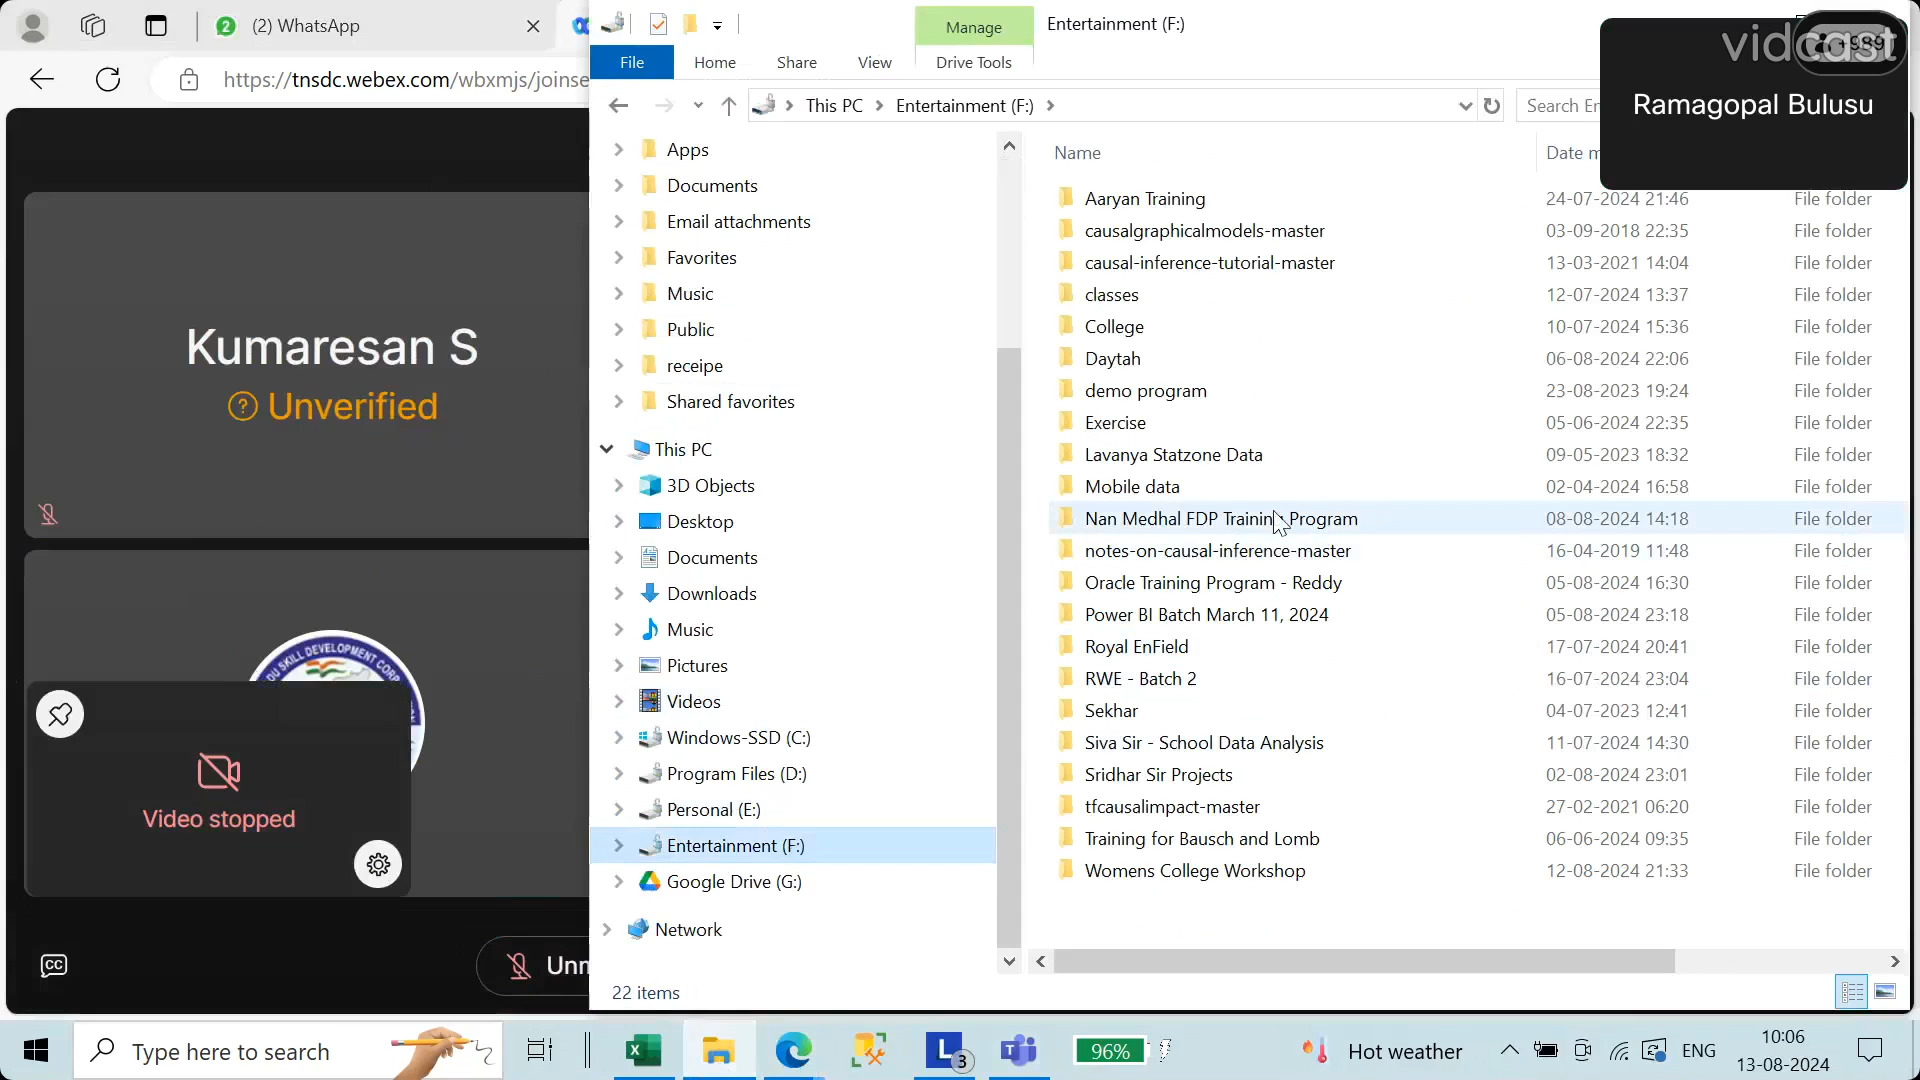 (2) WhatsApp
https://tnsdc.webex.com/wbxmjs/joinse
Kumaresan S
Unverified
DU SKILL DEVELOPMENT CORP
Video stopped
CC
Unm
Manage
Entertainment (F:)
File
Home
Share
View
Drive Tools
This PC
Entertainment (F:)
Search En
vidcast
Ramagopal Bulusu
Apps
Documents
Email attachments
Favorites
Music
Public
receipe
Shared favorites
This PC
3D Objects
Desktop
Documents
Downloads
Music
Pictures
Videos
Windows-SSD (C:)
Program Files (D:)
Personal (E:)
Entertainment (F:)
Google Drive (G:)
Network
22 items
Name Date m
Aaryan Training 24-07-2024 21:46 File folder
causalgraphicalmodels-master 03-09-2018 22:35 File folder
causal-inference-tutorial-master 13-03-2021 14:04 File folder
classes 12-07-2024 13:37 File folder
College 10-07-2024 15:36 File folder
Daytah 06-08-2024 22:06 File folder
demo program 23-08-2023 19:24 File folder
Exercise 05-06-2024 22:35 File folder
Lavanya Statzone Data 09-05-2023 18:32 File folder
Mobile data 02-04-2024 16:58 File folder
Nan Medhal FDP Training Program 08-08-2024 14:18 File folder
notes-on-causal-inference-master 16-04-2019 11:48 File folder
Oracle Training Program - Reddy 05-08-2024 16:30 File folder
Power BI Batch March 11, 2024 05-08-2024 23:18 File folder
Royal EnField 17-07-2024 20:41 File folder
RWE - Batch 2 16-07-2024 23:04 File folder
Sekhar 04-07-2023 12:41 File folder
Siva Sir - School Data Analysis 11-07-2024 14:30 File folder
Sridhar Sir Projects 02-08-2024 23:01 File folder
tfcausalimpact-master 27-02-2021 06:20 File folder
Training for Bausch and Lomb 06-06-2024 09:35 File folder
Womens College Workshop 12-08-2024 21:33 File folder
Type here to search
3
96%
Hot weather
ENG
10:06
13-08-2024